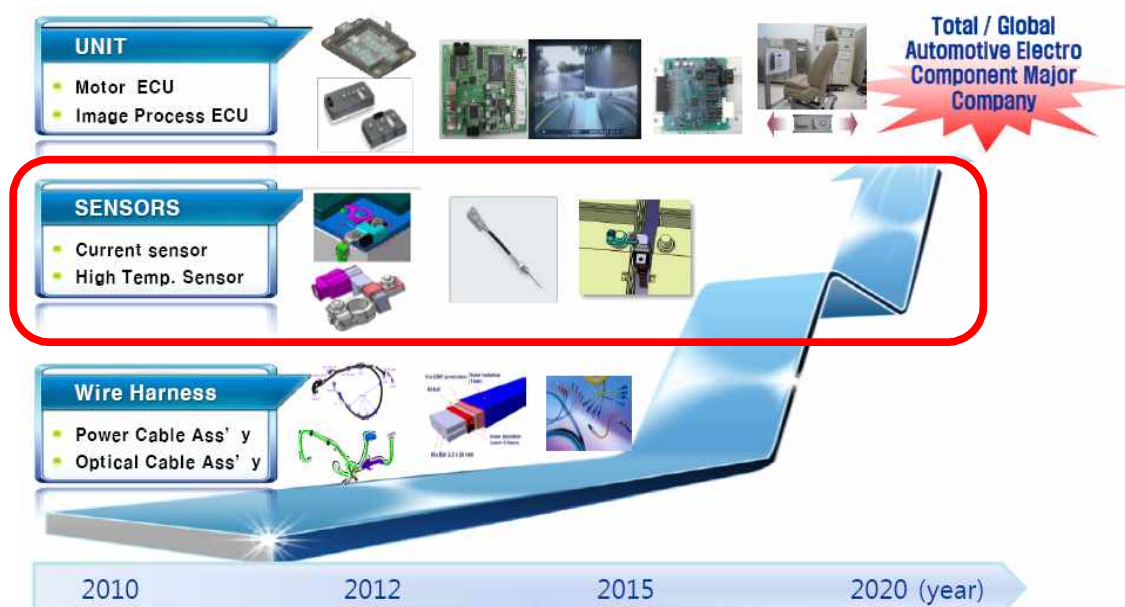 UNIT
Motor ECU
Image Process ECU
Total / Global
Automotive Electro
Component Major
Company
SENSORS
Current sensor
High Temp. Sensor
Wire Harness
Power Cable Ass' y
Optical Cable Ass' y
2010
2012
2015
2020 (year)